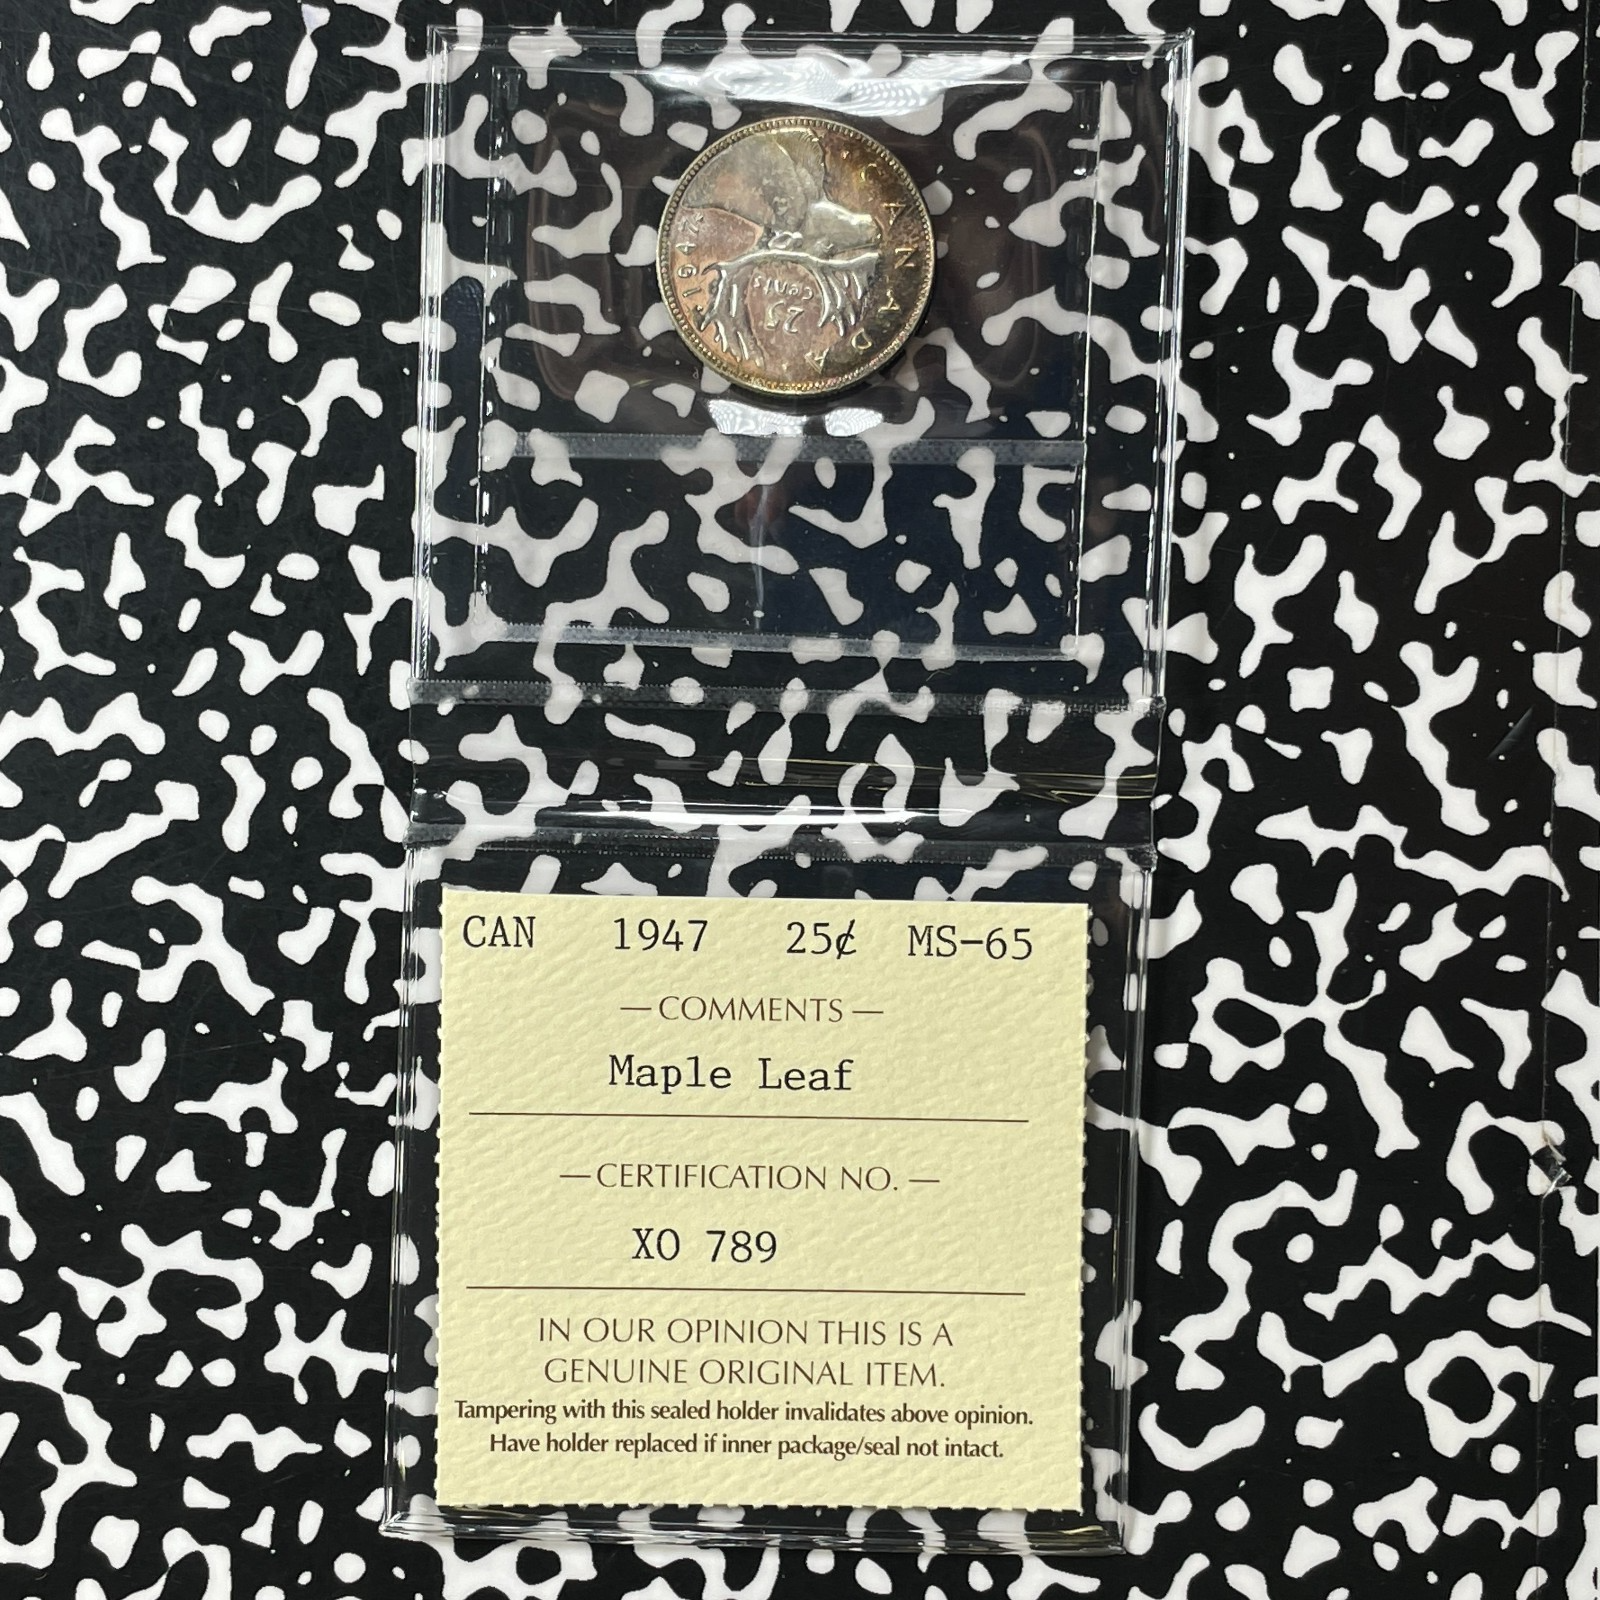 CANADA
25
cents
1947
CAN 1947 25¢ MS-65
— COMMENTS —
Maple Leaf
— CERTIFICATION NO. —
XO 789
IN OUR OPINION THIS IS A
GENUINE ORIGINAL ITEM.
Tampering with this sealed holder invalidates above opinion.
Have holder replaced if inner package/seal not intact.